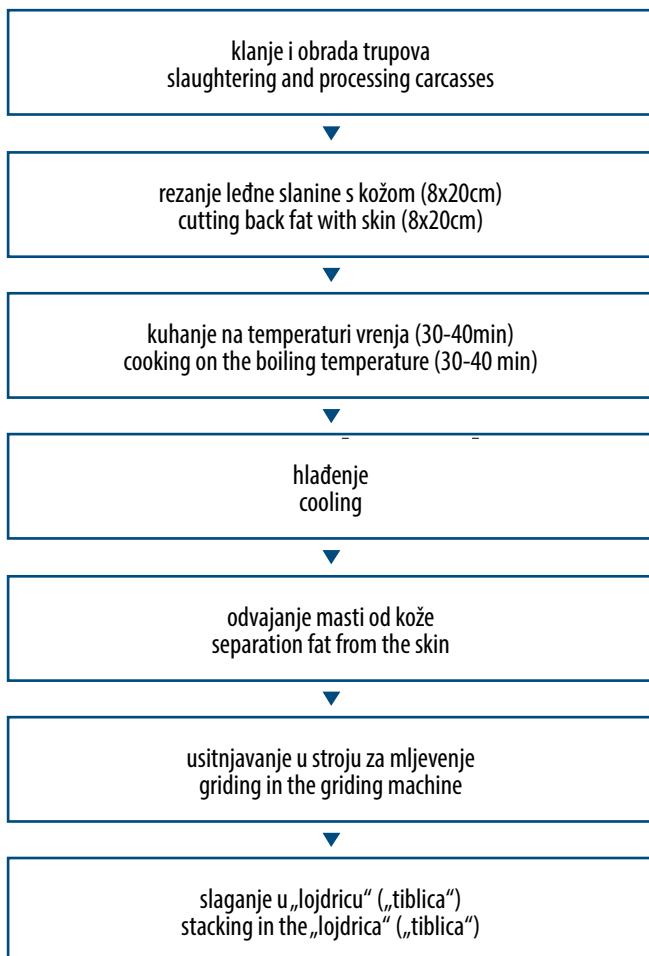 klanje i obrada trupova
slaughtering and processing carcasses
rezanje leđne slanine s kožom (8x20cm)
cutting back fat with skin (8x20cm)
kuhanje na temperaturi vrenja (30-40min)
cooking on the boiling temperature (30-40 min)
hlađenje
cooling
odvajanje masti od kože
separation fat from the skin
usitnjavanje u stroju za mljevenje
griding in the griding machine
slaganje u „lojdricu“ („tiblica“)
stacking in the „lojdrica“ („tiblica“)